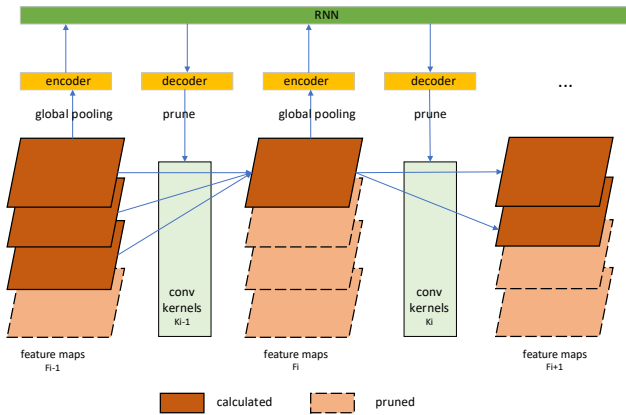 RNN
encoder
decoder
encoder
decoder
...
global pooling
prune
global pooling
prune
conv
kernels
Ki-1
conv
kernels
Ki
feature maps
Fi-1
feature maps
Fi
feature maps
Fi+1
calculated
pruned